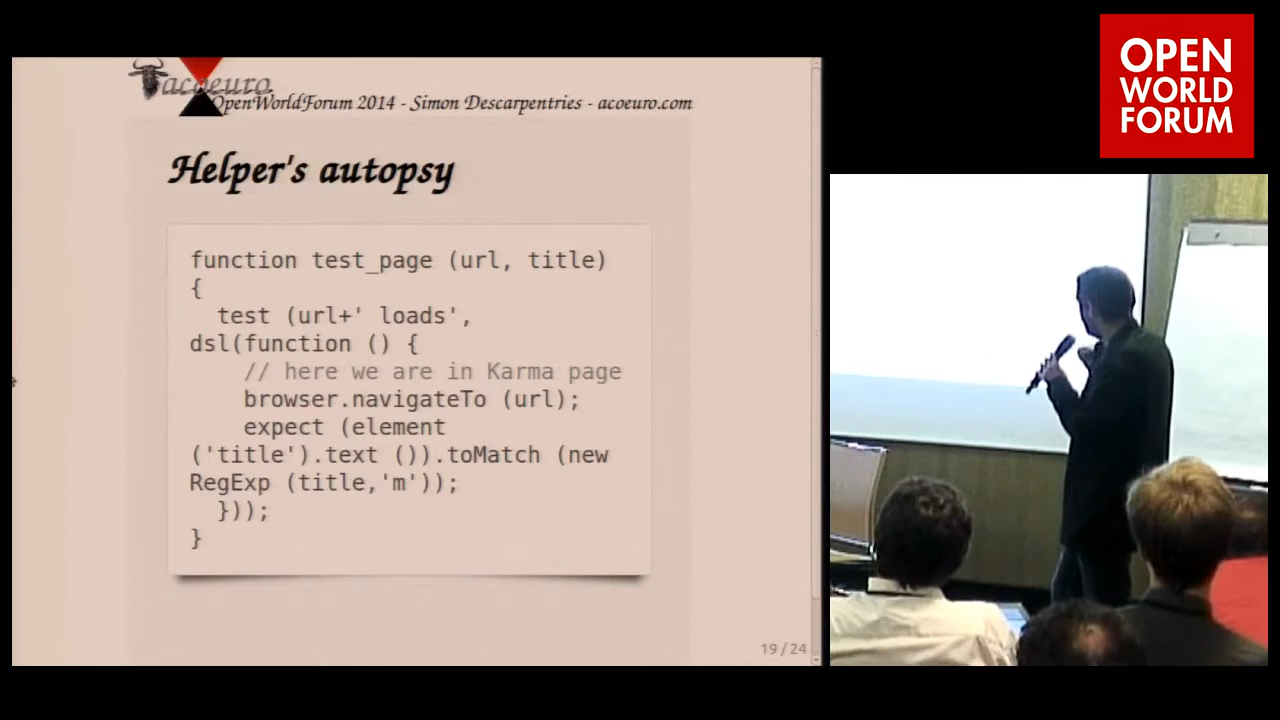 acoeuro
OpenWorldForum 2014 - Simon Descarpentries - acoeuro.com
Helper's autopsy
function test_page (url, title)
{
test (url+' loads',
dsl(function () {
// here we are in Karma page
browser.navigateTo (url);
expect (element
('title').text ()).toMatch (new
RegExp (title,'m'));
}));
}
19 / 24
OPEN
WORLD
FORUM